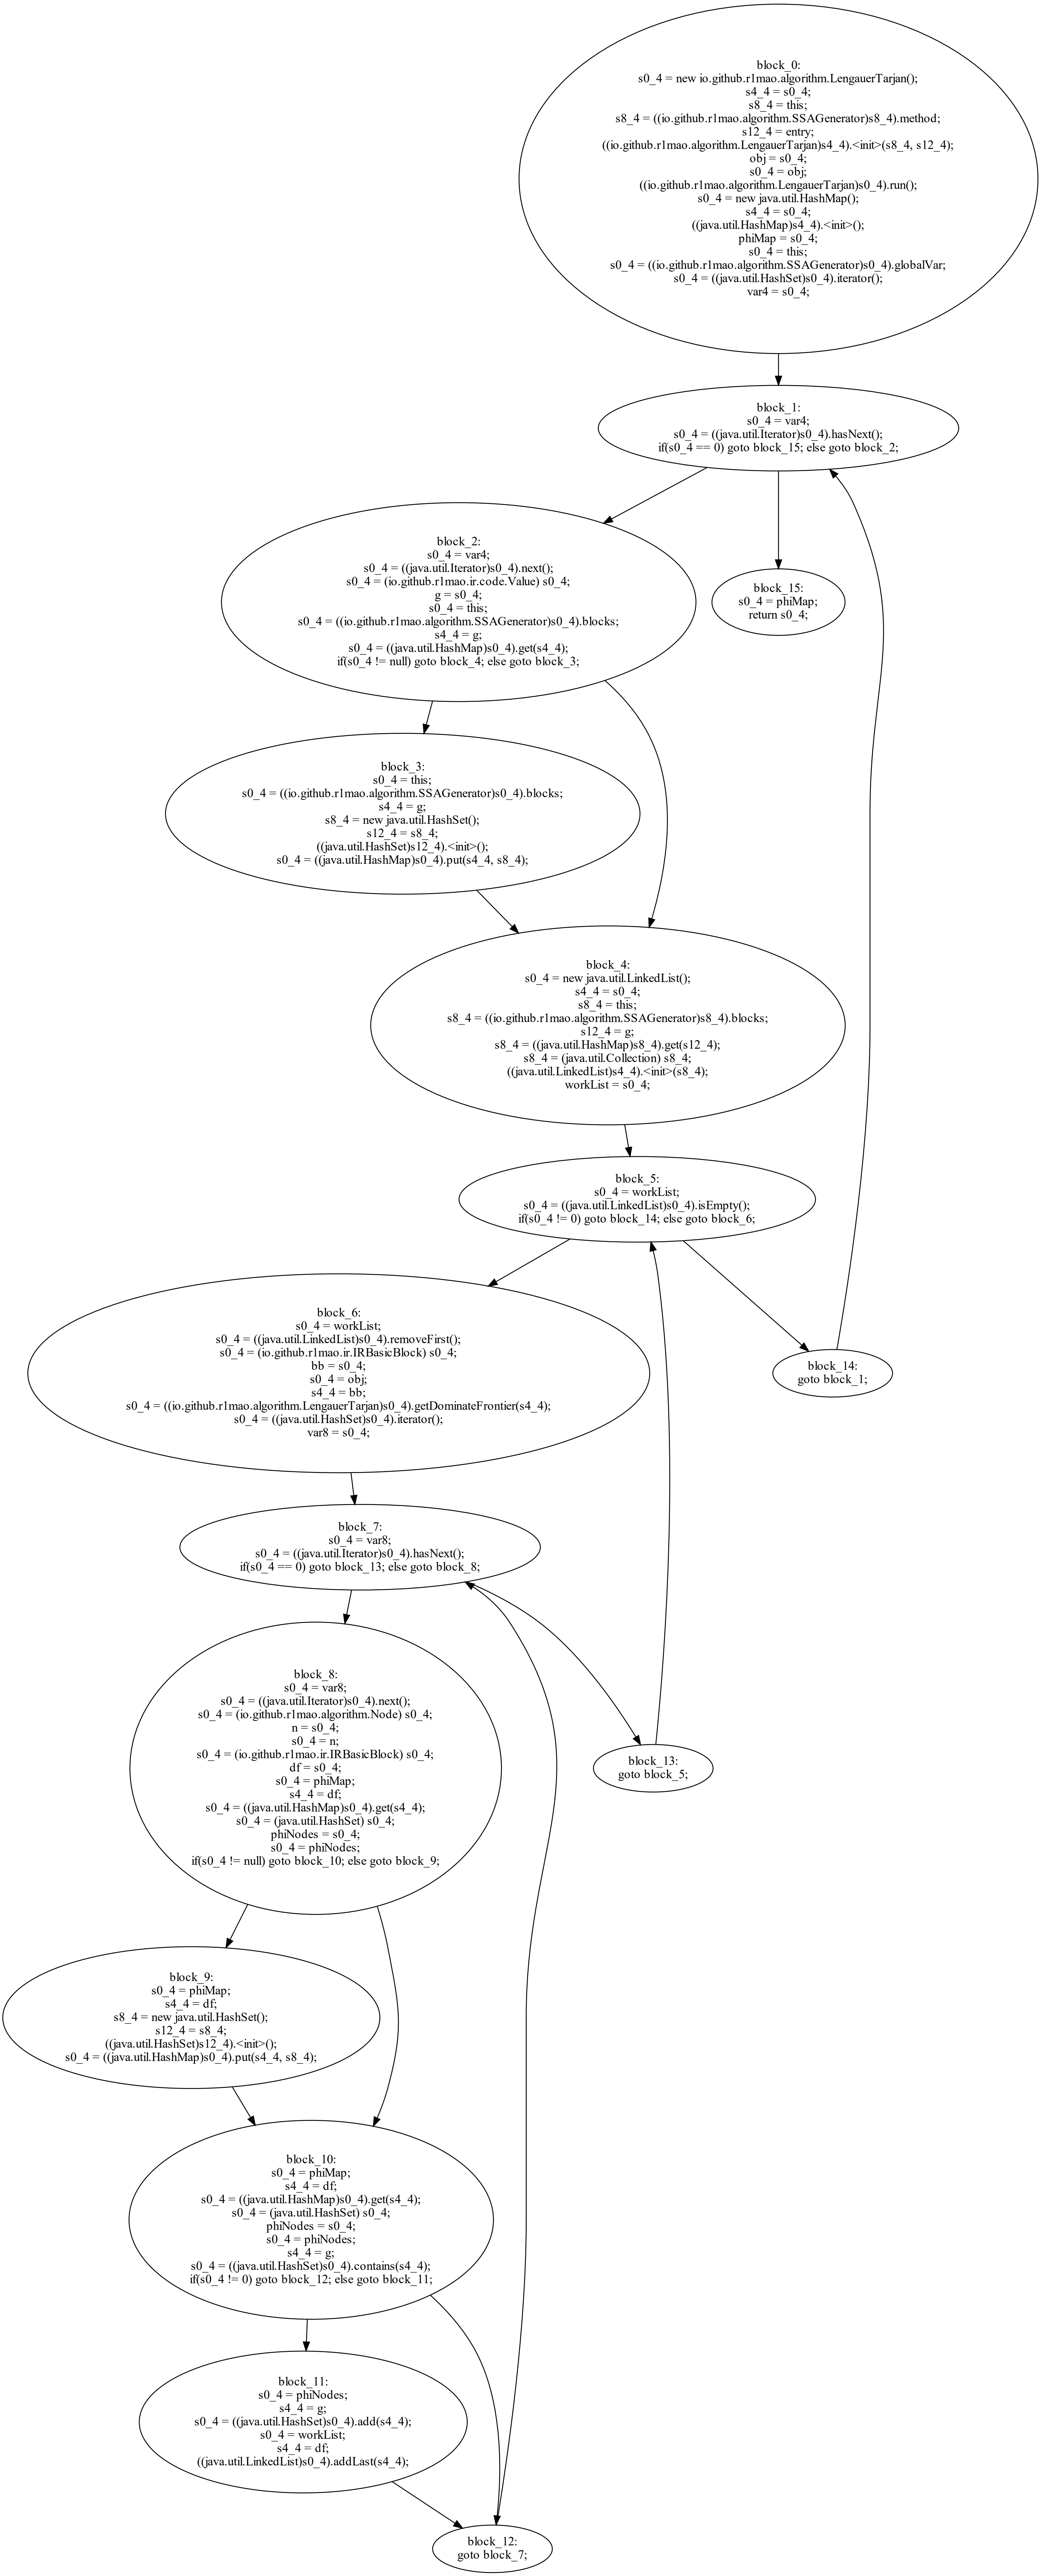 block_0:
s0_4 = new io.github.r1mao.algorithm.LengauerTarjan();
s4_4 = s0_4;
s8_4 = this;
s8_4 = ((io.github.r1mao.algorithm.SSAGenerator)s8_4).method;
s12_4 = entry;
((io.github.r1mao.algorithm.LengauerTarjan)s4_4).<init>(s8_4, s12_4);
obj = s0_4;
s0_4 = obj;
((io.github.r1mao.algorithm.LengauerTarjan)s0_4).run();
s0_4 = new java.util.HashMap();
s4_4 = s0_4;
((java.util.HashMap)s4_4).<init>();
phiMap = s0_4;
s0_4 = this;
s0_4 = ((io.github.r1mao.algorithm.SSAGenerator)s0_4).globalVar;
s0_4 = ((java.util.HashSet)s0_4).iterator();
var4 = s0_4;
block_1:
s0_4 = var4;
s0_4 = ((java.util.Iterator)s0_4).hasNext();
if(s0_4 == 0) goto block_15; else goto block_2;
block_2:
s0_4 = var4;
s0_4 = ((java.util.Iterator)s0_4).next();
s0_4 = (io.github.r1mao.ir.code.Value) s0_4;
g = s0_4;
s0_4 = this;
s0_4 = ((io.github.r1mao.algorithm.SSAGenerator)s0_4).blocks;
s4_4 = g;
s0_4 = ((java.util.HashMap)s0_4).get(s4_4);
if(s0_4 != null) goto block_4; else goto block_3;
block_15:
s0_4 = phiMap;
return s0_4;
block_3:
s0_4 = this;
s0_4 = ((io.github.r1mao.algorithm.SSAGenerator)s0_4).blocks;
s4_4 = g;
s8_4 = new java.util.HashSet();
s12_4 = s8_4;
((java.util.HashSet)s12_4).<init>();
s0_4 = ((java.util.HashMap)s0_4).put(s4_4, s8_4);
block_4:
s0_4 = new java.util.LinkedList();
s4_4 = s0_4;
s8_4 = this;
s8_4 = ((io.github.r1mao.algorithm.SSAGenerator)s8_4).blocks;
s12_4 = g;
s8_4 = ((java.util.HashMap)s8_4).get(s12_4);
s8_4 = (java.util.Collection) s8_4;
((java.util.LinkedList)s4_4).<init>(s8_4);
workList = s0_4;
block_5:
s0_4 = workList;
s0_4 = ((java.util.LinkedList)s0_4).isEmpty();
if(s0_4 != 0) goto block_14; else goto block_6;
block_6:
s0_4 = workList;
s0_4 = ((java.util.LinkedList)s0_4).removeFirst();
s0_4 = (io.github.r1mao.ir.IRBasicBlock) s0_4;
bb = s0_4;
s0_4 = obj;
s4_4 = bb;
s0_4 = ((io.github.r1mao.algorithm.LengauerTarjan)s0_4).getDominateFrontier(s4_4);
s0_4 = ((java.util.HashSet)s0_4).iterator();
var8 = s0_4;
block_14:
goto block_1;
block_7:
s0_4 = var8;
s0_4 = ((java.util.Iterator)s0_4).hasNext();
if(s0_4 == 0) goto block_13; else goto block_8;
block_8:
s0_4 = var8;
s0_4 = ((java.util.Iterator)s0_4).next();
s0_4 = (io.github.r1mao.algorithm.Node) s0_4;
n = s0_4;
s0_4 = n;
s0_4 = (io.github.r1mao.ir.IRBasicBlock) s0_4;
df = s0_4;
s0_4 = phiMap;
s4_4 = df;
s0_4 = ((java.util.HashMap)s0_4).get(s4_4);
s0_4 = (java.util.HashSet) s0_4;
phiNodes = s0_4;
s0_4 = phiNodes;
if(s0_4 != null) goto block_10; else goto block_9;
block_13:
goto block_5;
block_9:
s0_4 = phiMap;
s4_4 = df;
s8_4 = new java.util.HashSet();
s12_4 = s8_4;
((java.util.HashSet)s12_4).<init>();
s0_4 = ((java.util.HashMap)s0_4).put(s4_4, s8_4);
block_10:
s0_4 = phiMap;
s4_4 = df;
s0_4 = ((java.util.HashMap)s0_4).get(s4_4);
s0_4 = (java.util.HashSet) s0_4;
phiNodes = s0_4;
s0_4 = phiNodes;
s4_4 = g;
s0_4 = ((java.util.HashSet)s0_4).contains(s4_4);
if(s0_4 != 0) goto block_12; else goto block_11;
block_11:
s0_4 = phiNodes;
s4_4 = g;
s0_4 = ((java.util.HashSet)s0_4).add(s4_4);
s0_4 = workList;
s4_4 = df;
((java.util.LinkedList)s0_4).addLast(s4_4);
block_12:
goto block_7;